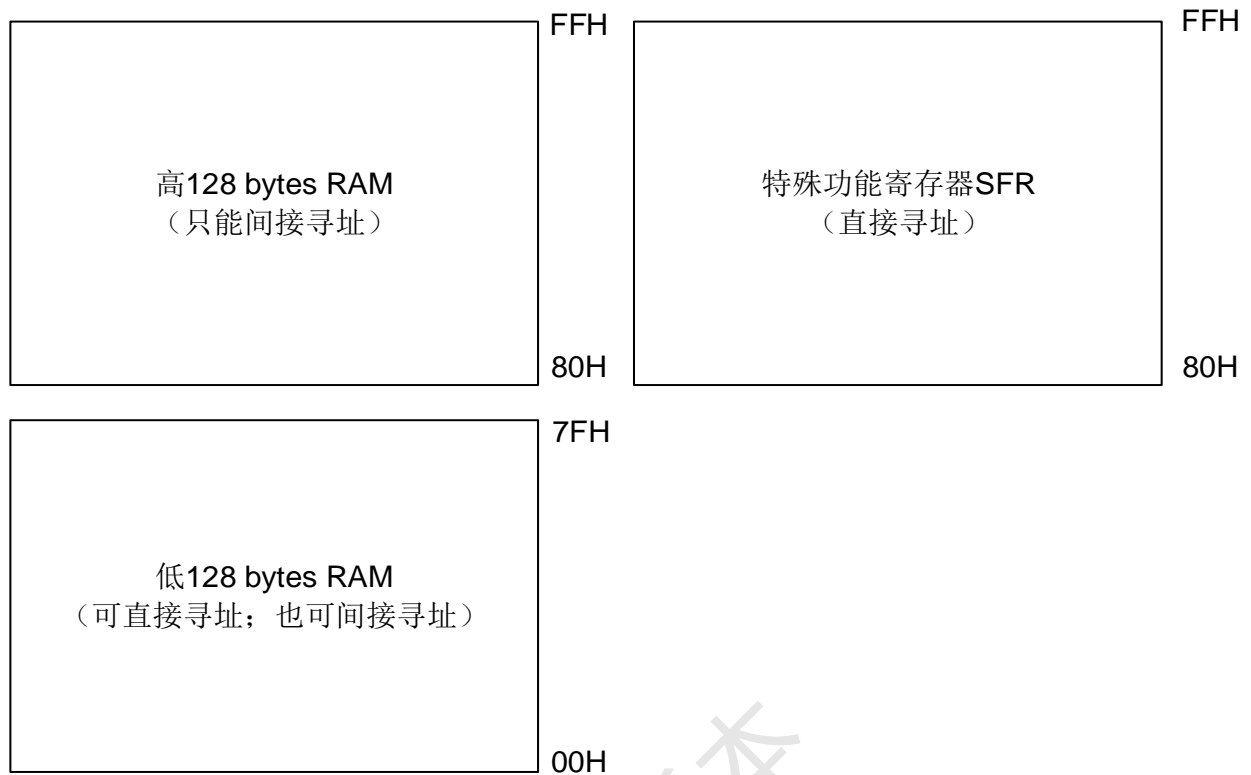 FFH
FFH
高128 bytes RAM
（只能间接寻址）
特殊功能寄存器SFR
（直接寻址）
80H
80H
7FH
低128 bytes RAM
（可直接寻址；也可间接寻址）
00H
本